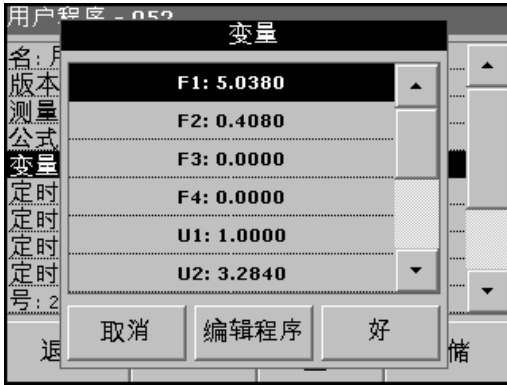 用户程序 - 952
变量
名:
版本
测量
公式
变量
定时
定时
定时
定时
号: 2
F1: 5.0380
F2: 0.4080
F3: 0.0000
F4: 0.0000
U1: 1.0000
U2: 3.2840
取消
编辑程序
好
退
储